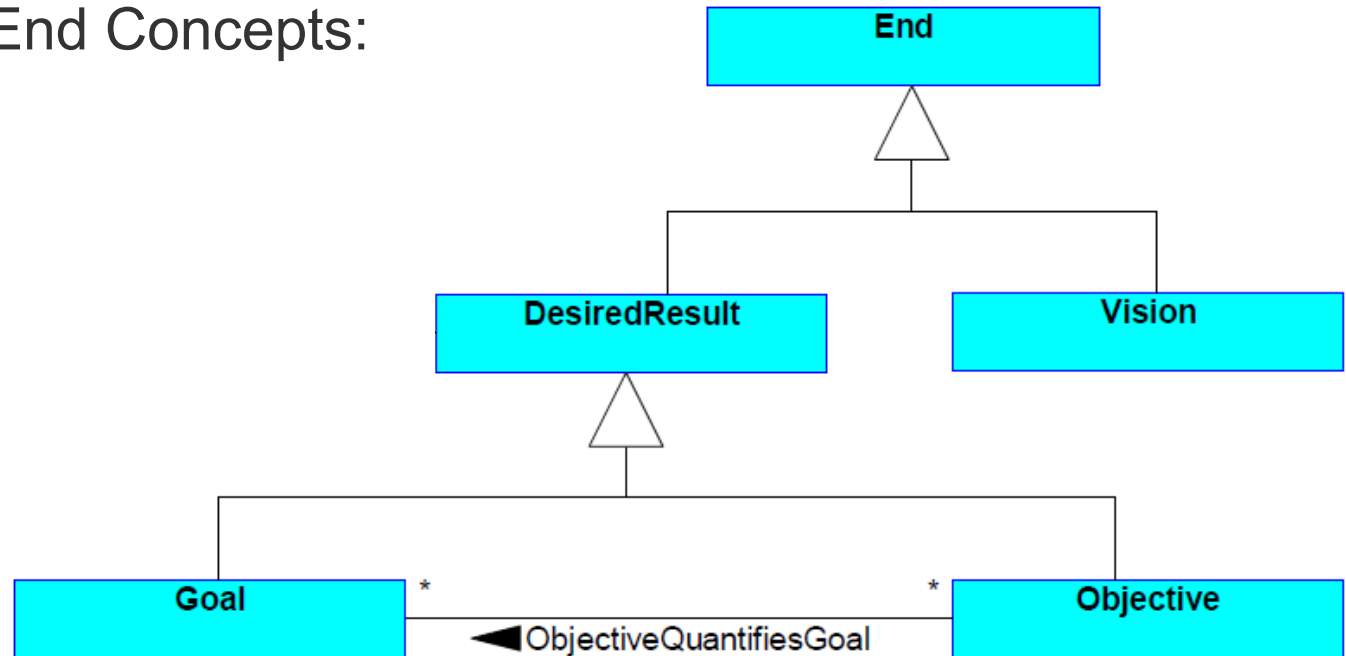 End Concepts:
End
DesiredResult
Vision
Goal
*
*
Objective
ObjectiveQuantifiesGoal